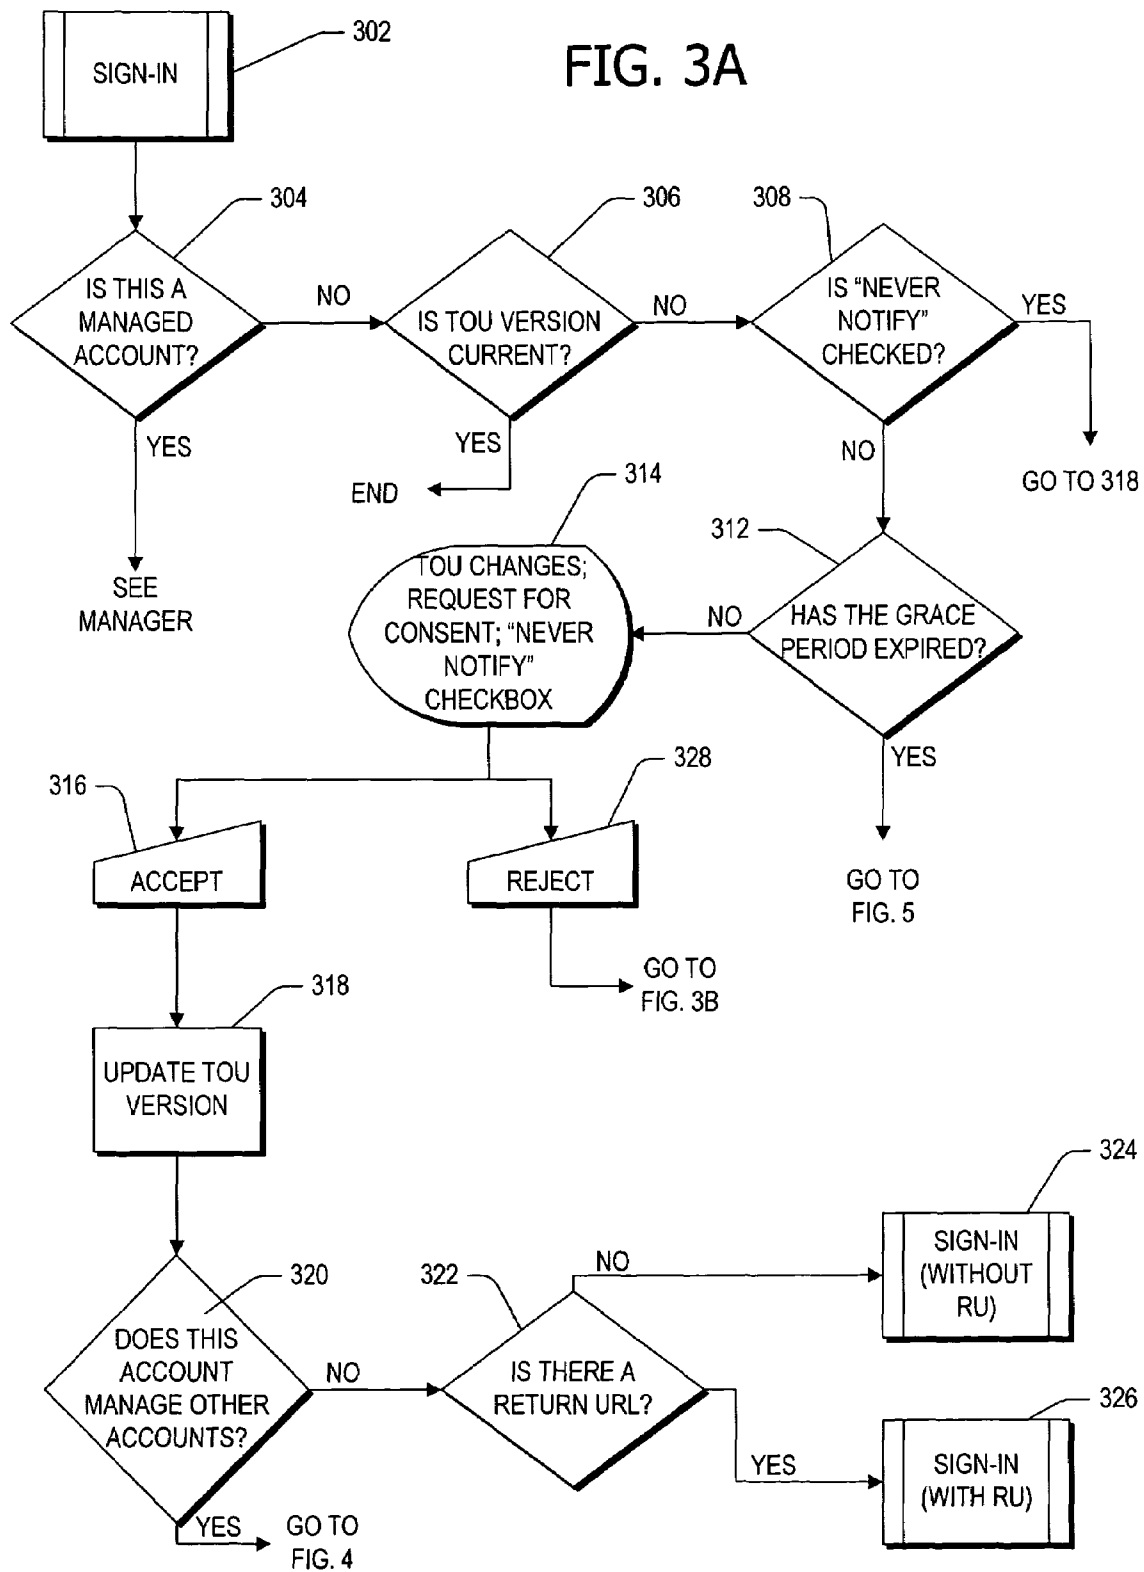 302
SIGN-IN
FIG. 3A
304
306
308
IS THIS A
MANAGED
ACCOUNT?
NO
IS TOU VERSION
CURRENT?
NO
IS “NEVER
NOTIFY”
CHECKED?
YES
YES
YES
NO
END
314
GO TO 318
312
SEE
MANAGER
TOU CHANGES;
REQUEST FOR
CONSENT; “NEVER
NOTIFY”
CHECKBOX
NO
HAS THE GRACE
PERIOD EXPIRED?
YES
316
328
ACCEPT
REJECT
GO TO
FIG. 5
GO TO
FIG. 3B
318
UPDATE TOU
VERSION
324
320
322
NO
SIGN-IN
(WITHOUT
RU)
DOES THIS
ACCOUNT
MANAGE OTHER
ACCOUNTS?
NO
IS THERE A
RETURN URL?
326
YES
SIGN-IN
(WITH RU)
YES
GO TO
FIG. 4